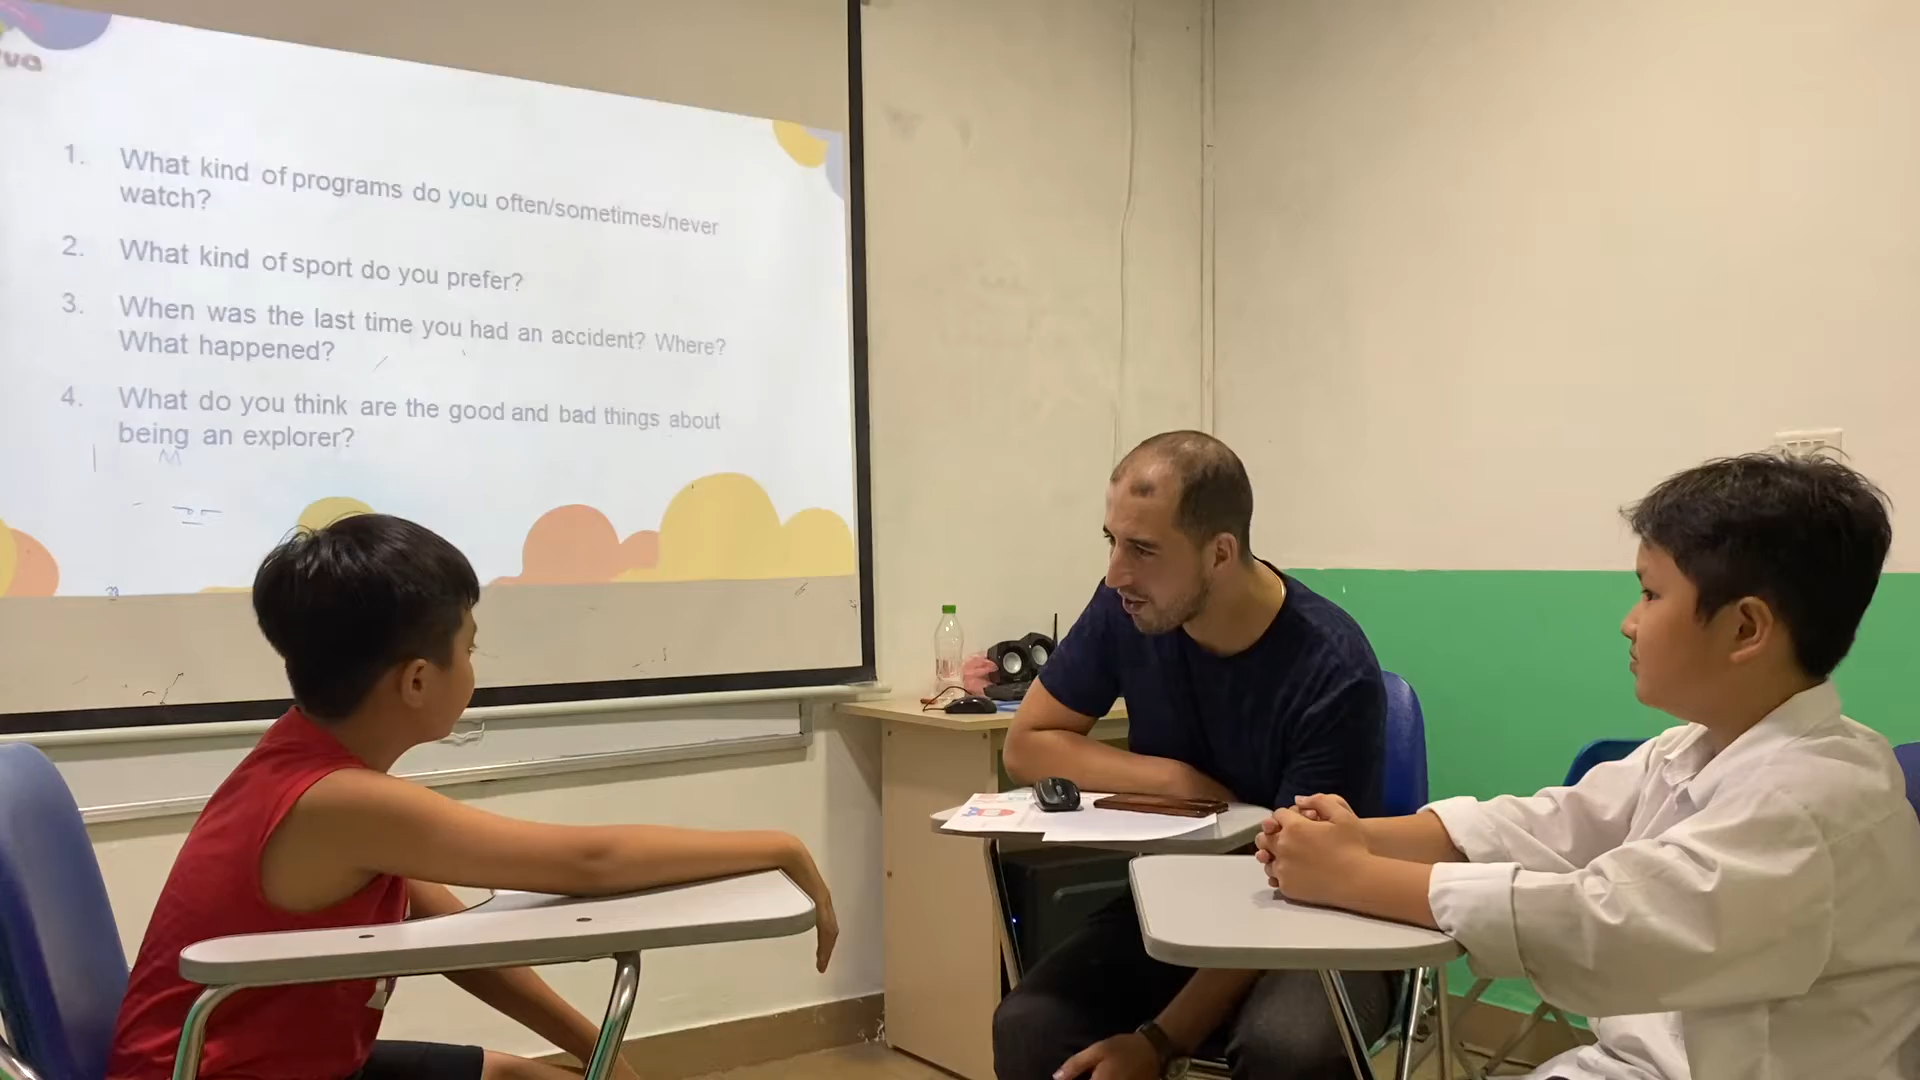 1. What kind of programs do you often/sometimes/never
watch?
2. What kind of sport do you prefer?
3. When was the last time you had an accident? Where?
What happened?
4. What do you think are the good and bad things about
being an explorer?